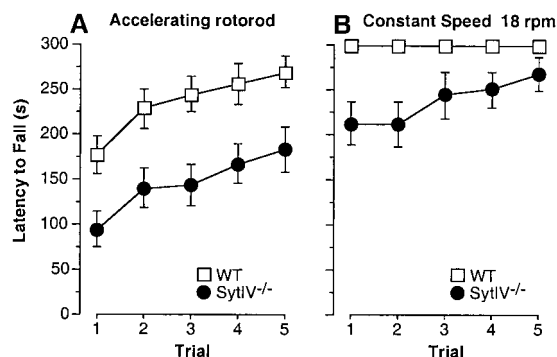 A Accelerating rotorod
B Constant Speed 18 rpm
Latency to Fall (s)
300
250
200
150
100
50
0
WT
SytIV-/-
WT
SytIV-/-
1 2 3 4 5
1 2 3 4 5
Trial
Trial